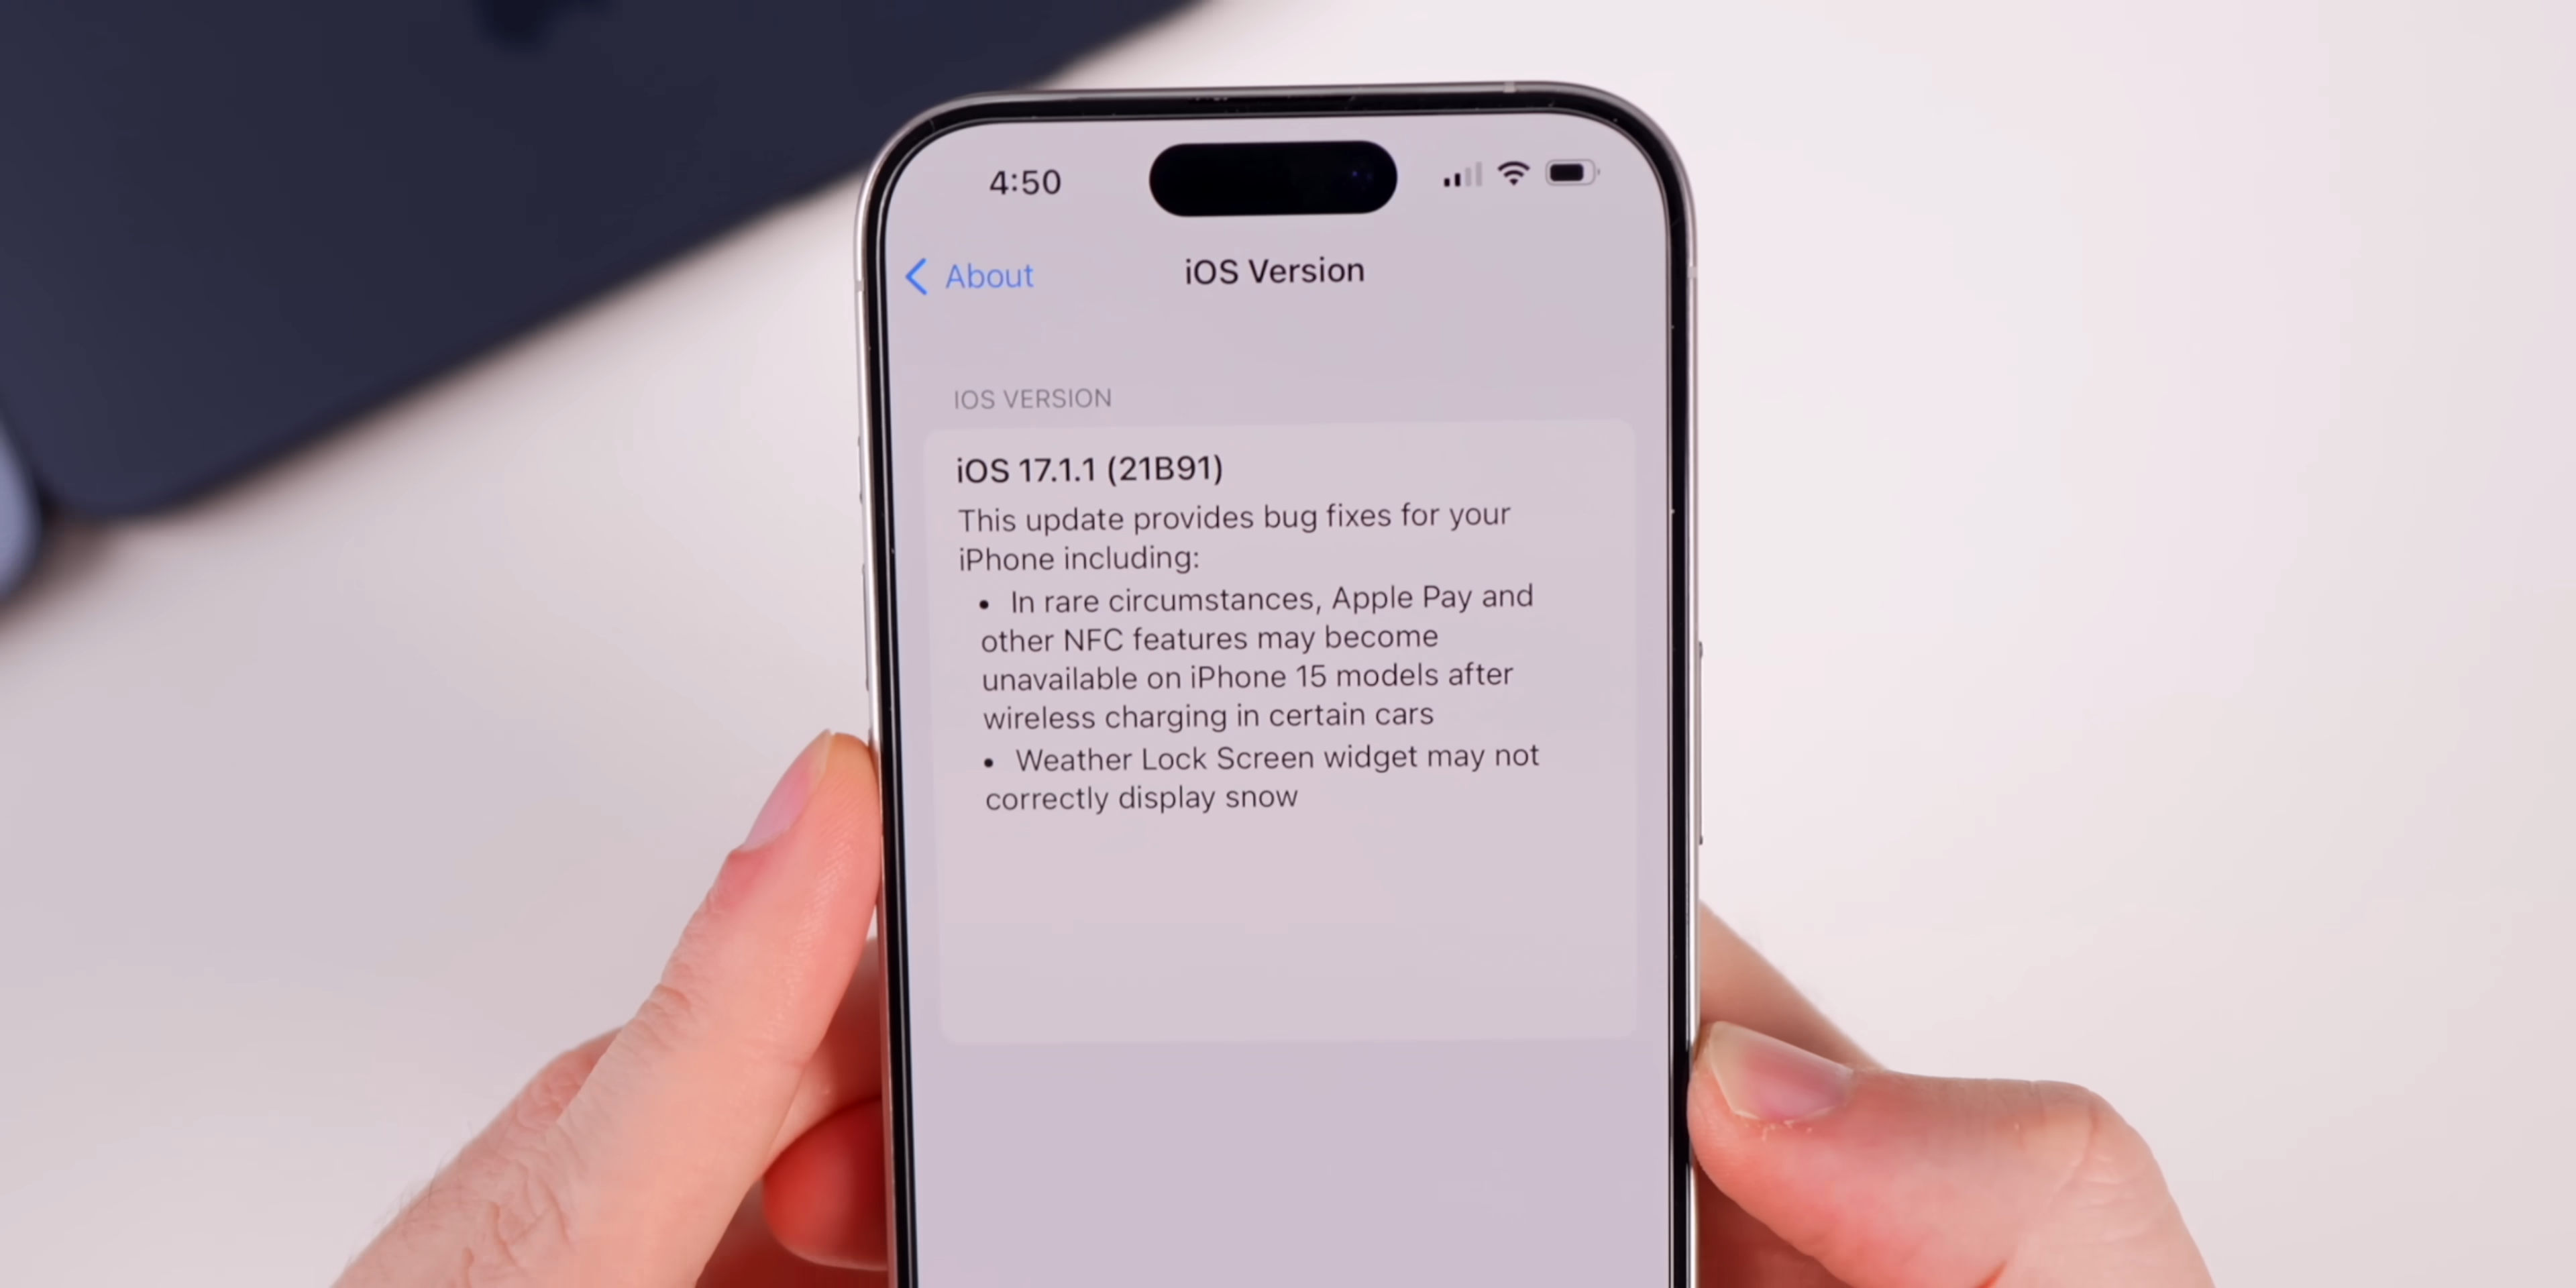 4:50
About
iOS Version
IOS VERSION
iOS 17.1.1 (21B91)
This update provides bug fixes for your
iPhone including:
• In rare circumstances, Apple Pay and
other NFC features may become
unavailable on iPhone 15 models after
wireless charging in certain cars
• Weather Lock Screen widget may not
correctly display snow